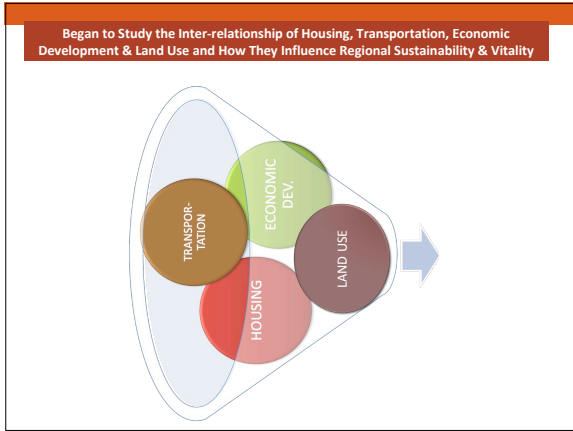 Began to Study the Inter-relationship of Housing, Transportation, Economic
Development & Land Use and How They Influence Regional Sustainability & Vitality
TRANSPOR-
TATION
ECONOMIC
DEV.
HOUSING
LAND USE